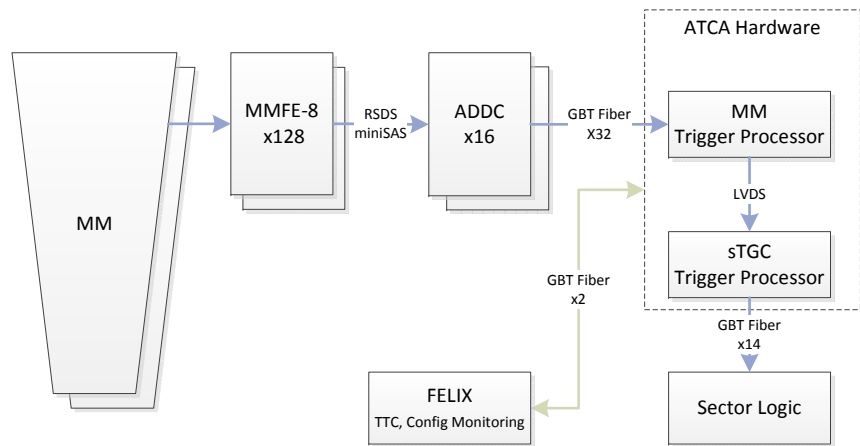 ATCA Hardware
MM
MMFE-8
x128
RSDS
miniSAS
ADDC
x16
GBT Fiber
X32
MM
Trigger Processor
LVDS
sTGC
Trigger Processor
GBT Fiber
x2
GBT Fiber
x14
FELIX
TTC, Config Monitoring
Sector Logic